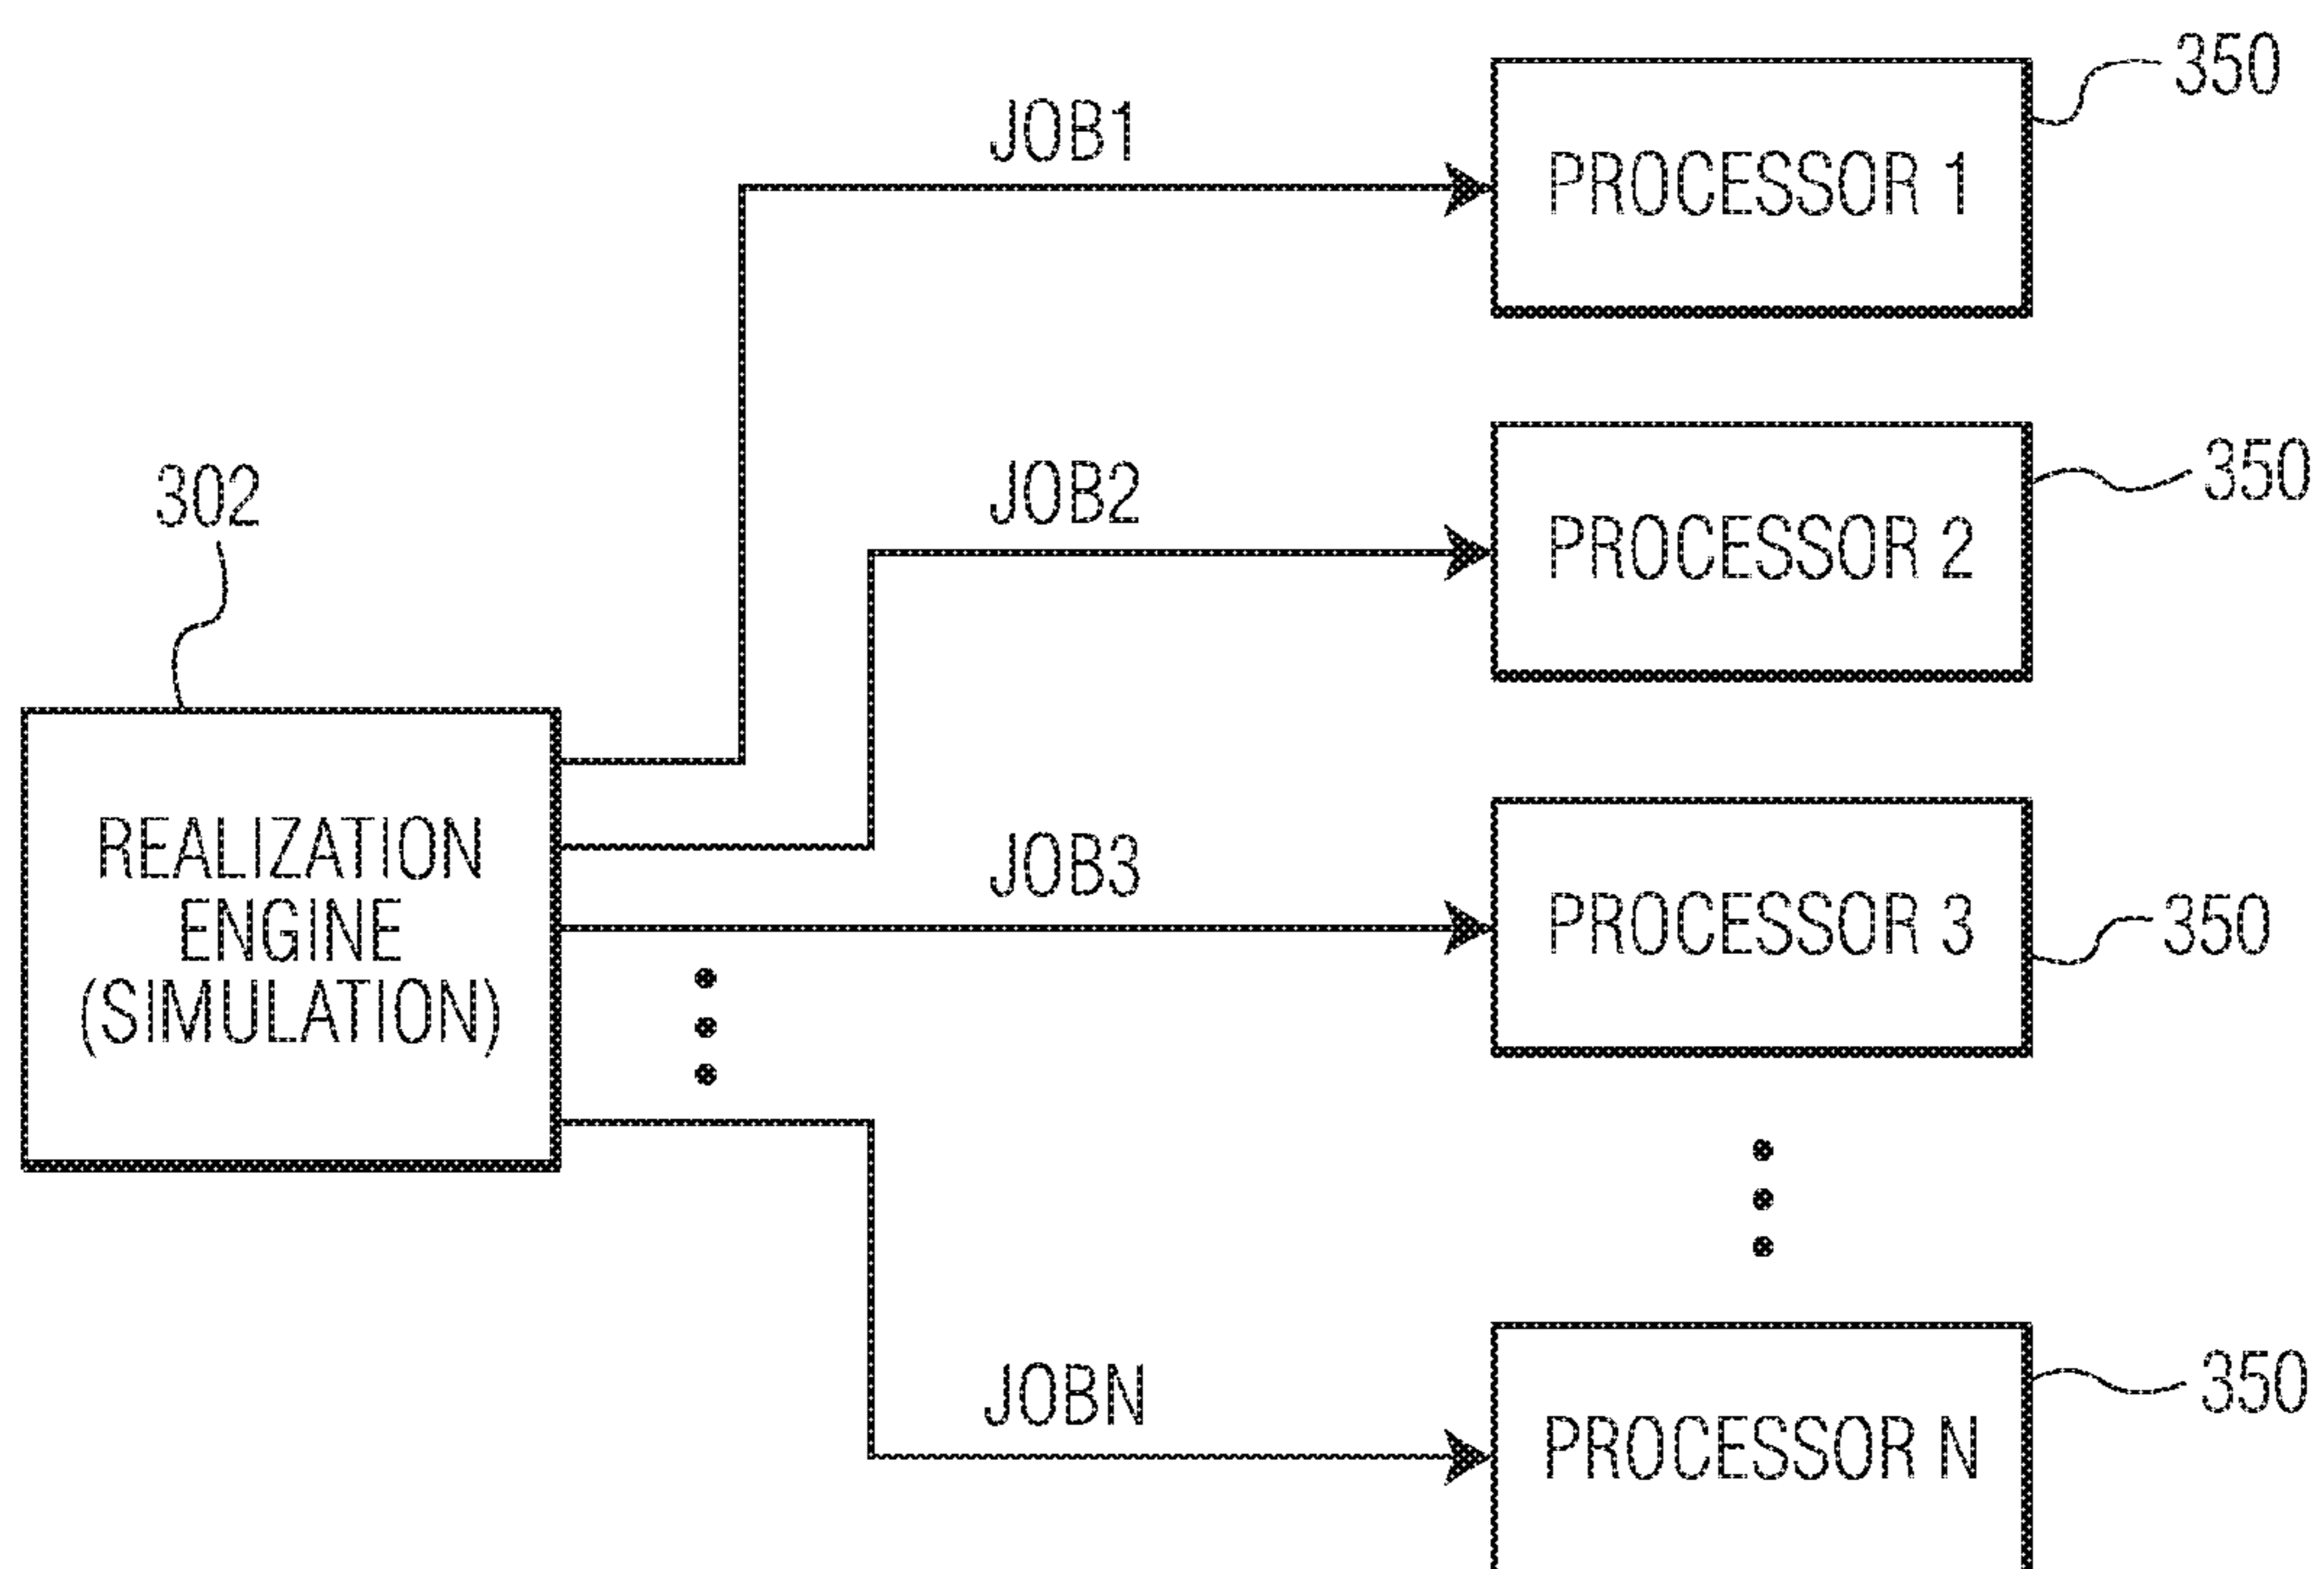 350
JOB1
PROCESSOR 1
350
302
JOB2
PROCESSOR 2
JOB3
REALIZATION
ENGINE
(SIMULATION)
PROCESSOR 3
350
JOBN
350
PROCESSOR N